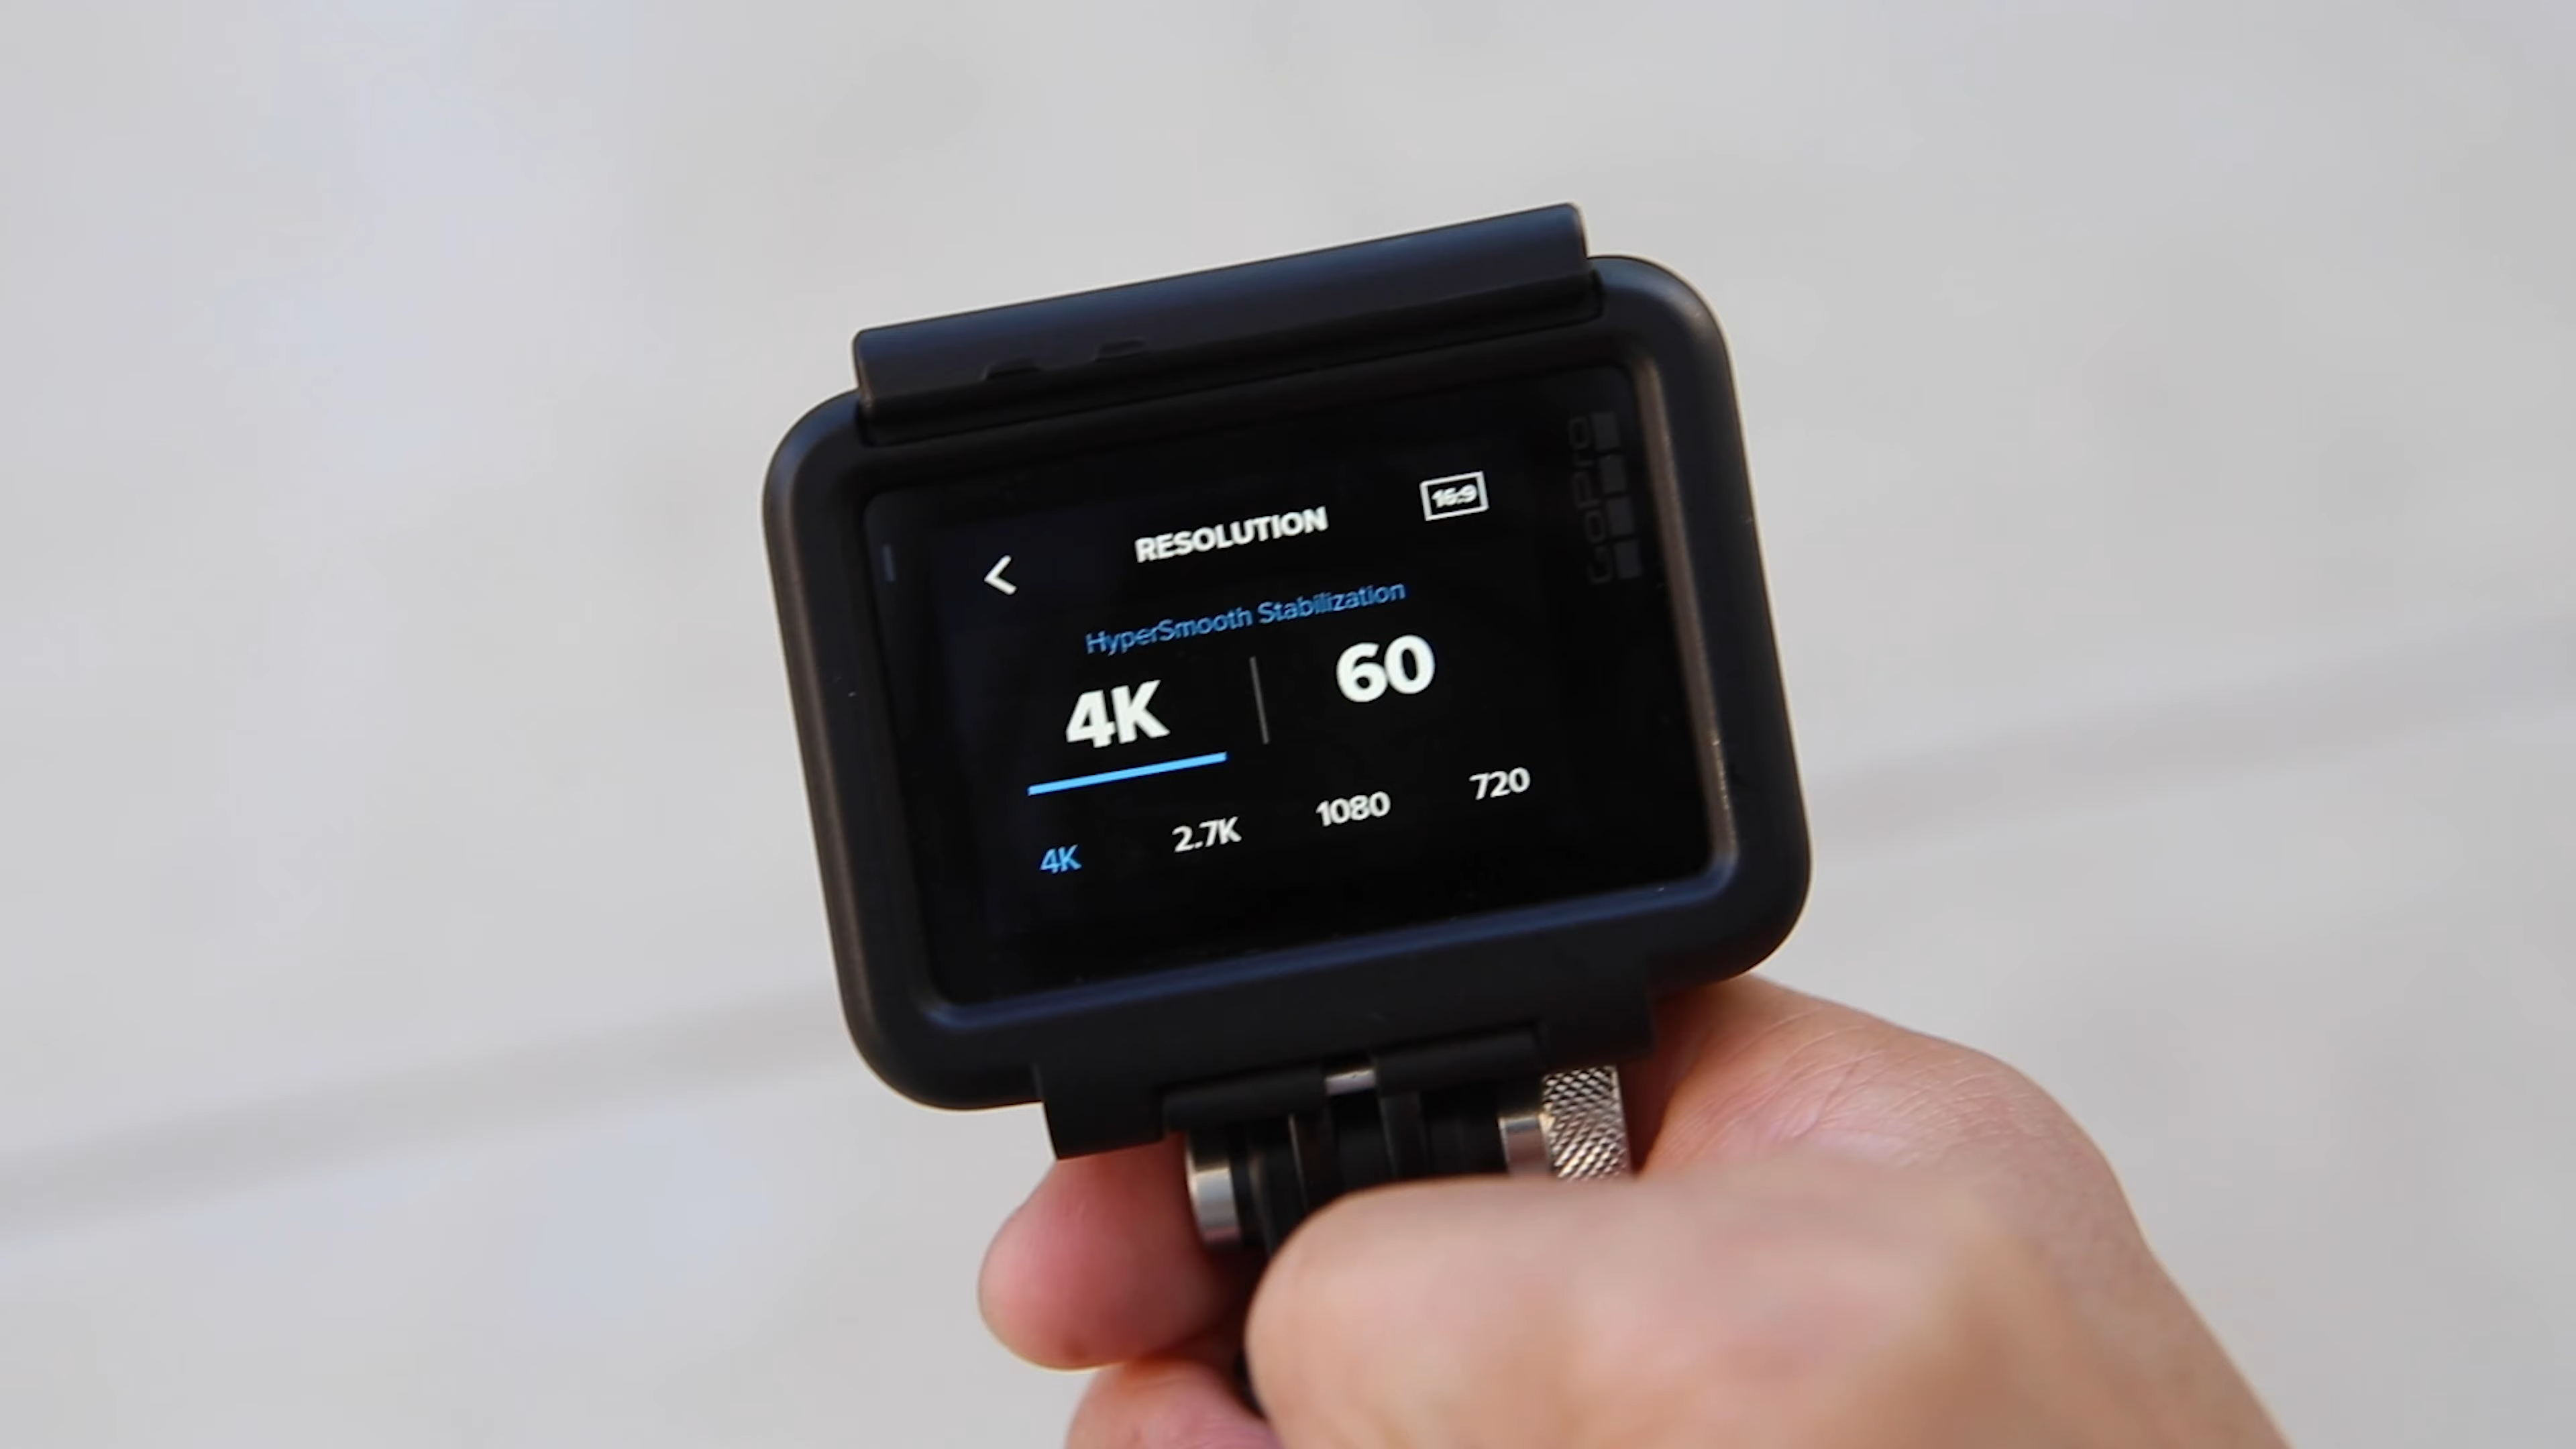 RESOLUTION
16:9
HyperSmooth Stabilization
4K
60
4K
2.7K
1080
720
GoPro